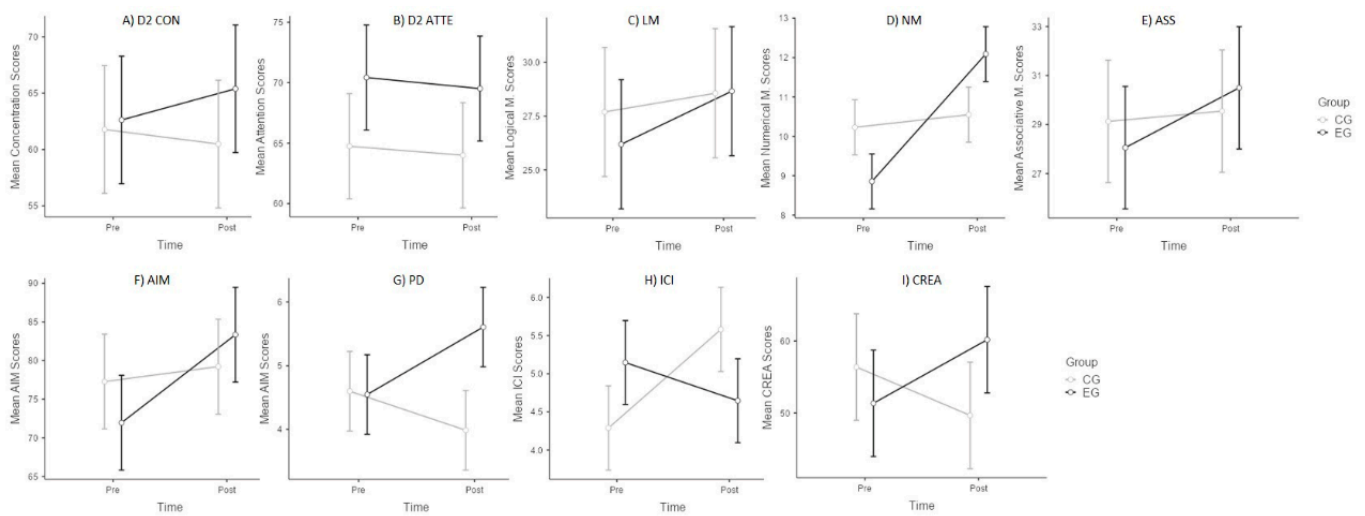 A) D2 CON
Mean Concentration Scores
70
65
60
55
Pre
Post
Time
B) D2 ATTE
Mean Attention Scores
75
70
65
60
Pre
Post
Time
C) LM
Mean Logical M. Scores
30.0
27.5
25.0
Pre
Post
Time
D) NM
Mean Numerical M. Scores
13
12
11
10
9
8
Pre
Post
Time
E) ASS
Mean Associative M. Scores
33
31
29
27
Pre
Post
Time
Group
CG
EG
F) AIM
Mean AIM Scores
90
85
80
75
70
65
Pre
Post
Time
G) PD
Mean AIM Scores
6
5
4
Pre
Post
Time
H) ICI
Mean ICI Scores
6.0
5.5
5.0
4.5
4.0
Pre
Post
Time
I) CREA
Mean CREA Scores
60
50
Pre
Post
Time
Group
CG
EG